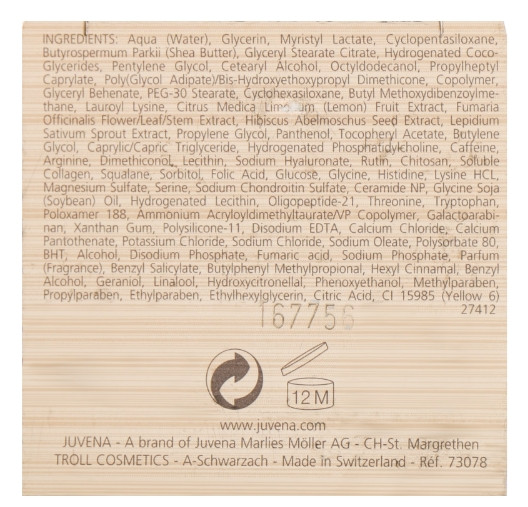 INGREDIENTS: Aqua (Water), Glycerin, Myristyl Lactate, Cyclopentasiloxane,
Butyrospermum Parkii (Shea Butter), Glyceryl Stearate Citrate, Hydrogenated Coco-
Glycerides, Pentylene Glycol, Cetearyl Alcohol, Octyldodecanol, Propylheptyl
Caprylate, Poly(Glycol Adipate)/Bis-Hydroxyethoxypropyl Dimethicone, Copolymer,
Glyceryl Behenate, PEG-30 Stearate, Cyclohexasiloxane, Butyl Methoxydibenzoylme-
thane, Lauroyl Lysine, Citrus Medica Limonum (Lemon) Fruit Extract, Fumaria
Officinalis Flower/Leaf/Stem Extract, Hibiscus Abelmoschus Seed Extract, Lepidium
Sativum Sprout Extract, Propylene Glycol, Panthenol, Tocopheryl Acetate, Butylene
Glycol, Caprylic/Capric Triglyceride, Hydrogenated Phosphatidylcholine, Caffeine,
Arginine, Dimethiconol, Lecithin, Sodium Hyaluronate, Rutin, Chitosan, Soluble
Collagen, Squalane, Sorbitol, Folic Acid, Glucose, Glycine, Histidine, Lysine HCL,
Magnesium Sulfate, Serine, Sodium Chondroitin Sulfate, Ceramide NP, Glycine Soja
(Soybean) Oil, Hydrogenated Lecithin, Oligopeptide-21, Threonine, Tryptophan,
Poloxamer 188, Ammonium Acryloyldimethyltaurate/VP Copolymer, Galactoarabi-
nan, Xanthan Gum, Polysilicone-11, Disodium EDTA, Calcium Chloride, Calcium
Pantothenate, Potassium Chloride, Sodium Chloride, Sodium Oleate, Polysorbate 80,
BHT, Alcohol, Disodium Phosphate, Fumaric acid, Sodium Phosphate, Parfum
(Fragrance), Benzyl Salicylate, Butylphenyl Methylpropional, Hexyl Cinnamal, Benzyl
Alcohol, Geraniol, Linalool, Hydroxycitronellal, Phenoxyethanol, Methylparaben,
Propylparaben, Ethylparaben, Ethylhexylglycerin, Citric Acid, CI 15985 (Yellow 6)
27412
167756
12 M
www.juvena.com
JUVENA - A brand of Juvena Marlies Möller AG - CH-St. Margrethen
TROLL COSMETICS - A-Schwarzach - Made in Switzerland - Réf. 73078